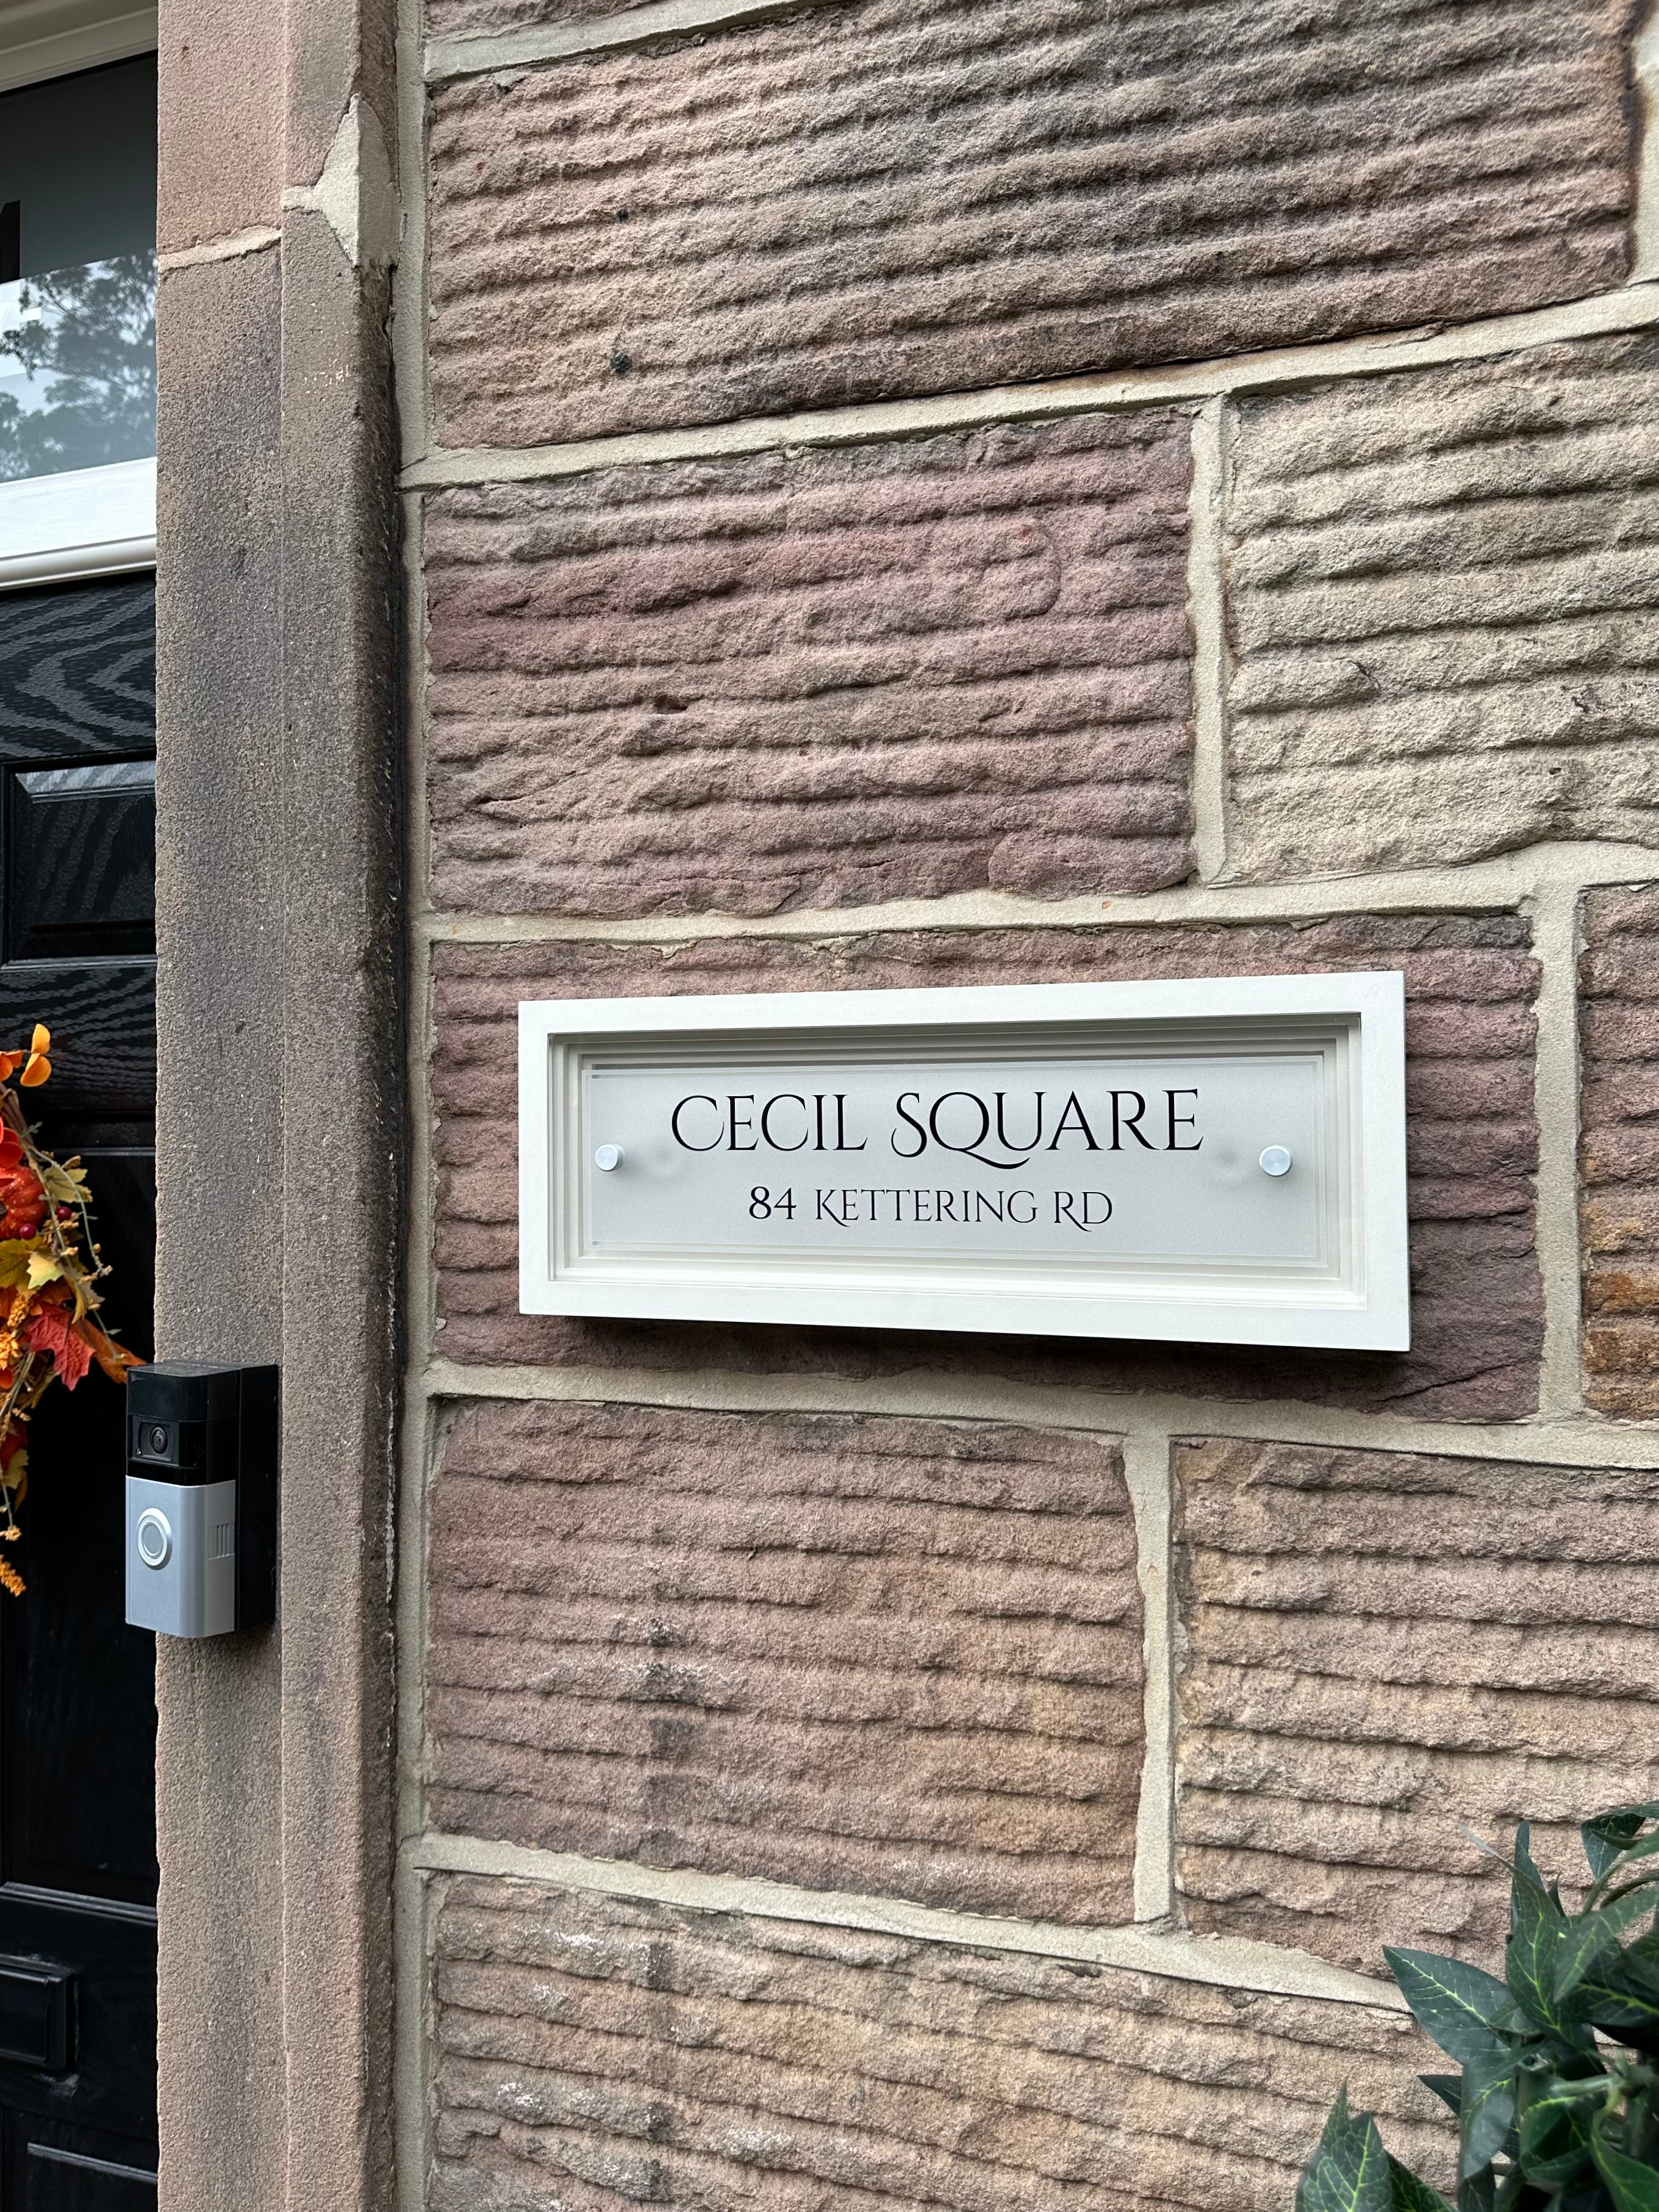 CECIL SQUARE
84 KETTERING RD